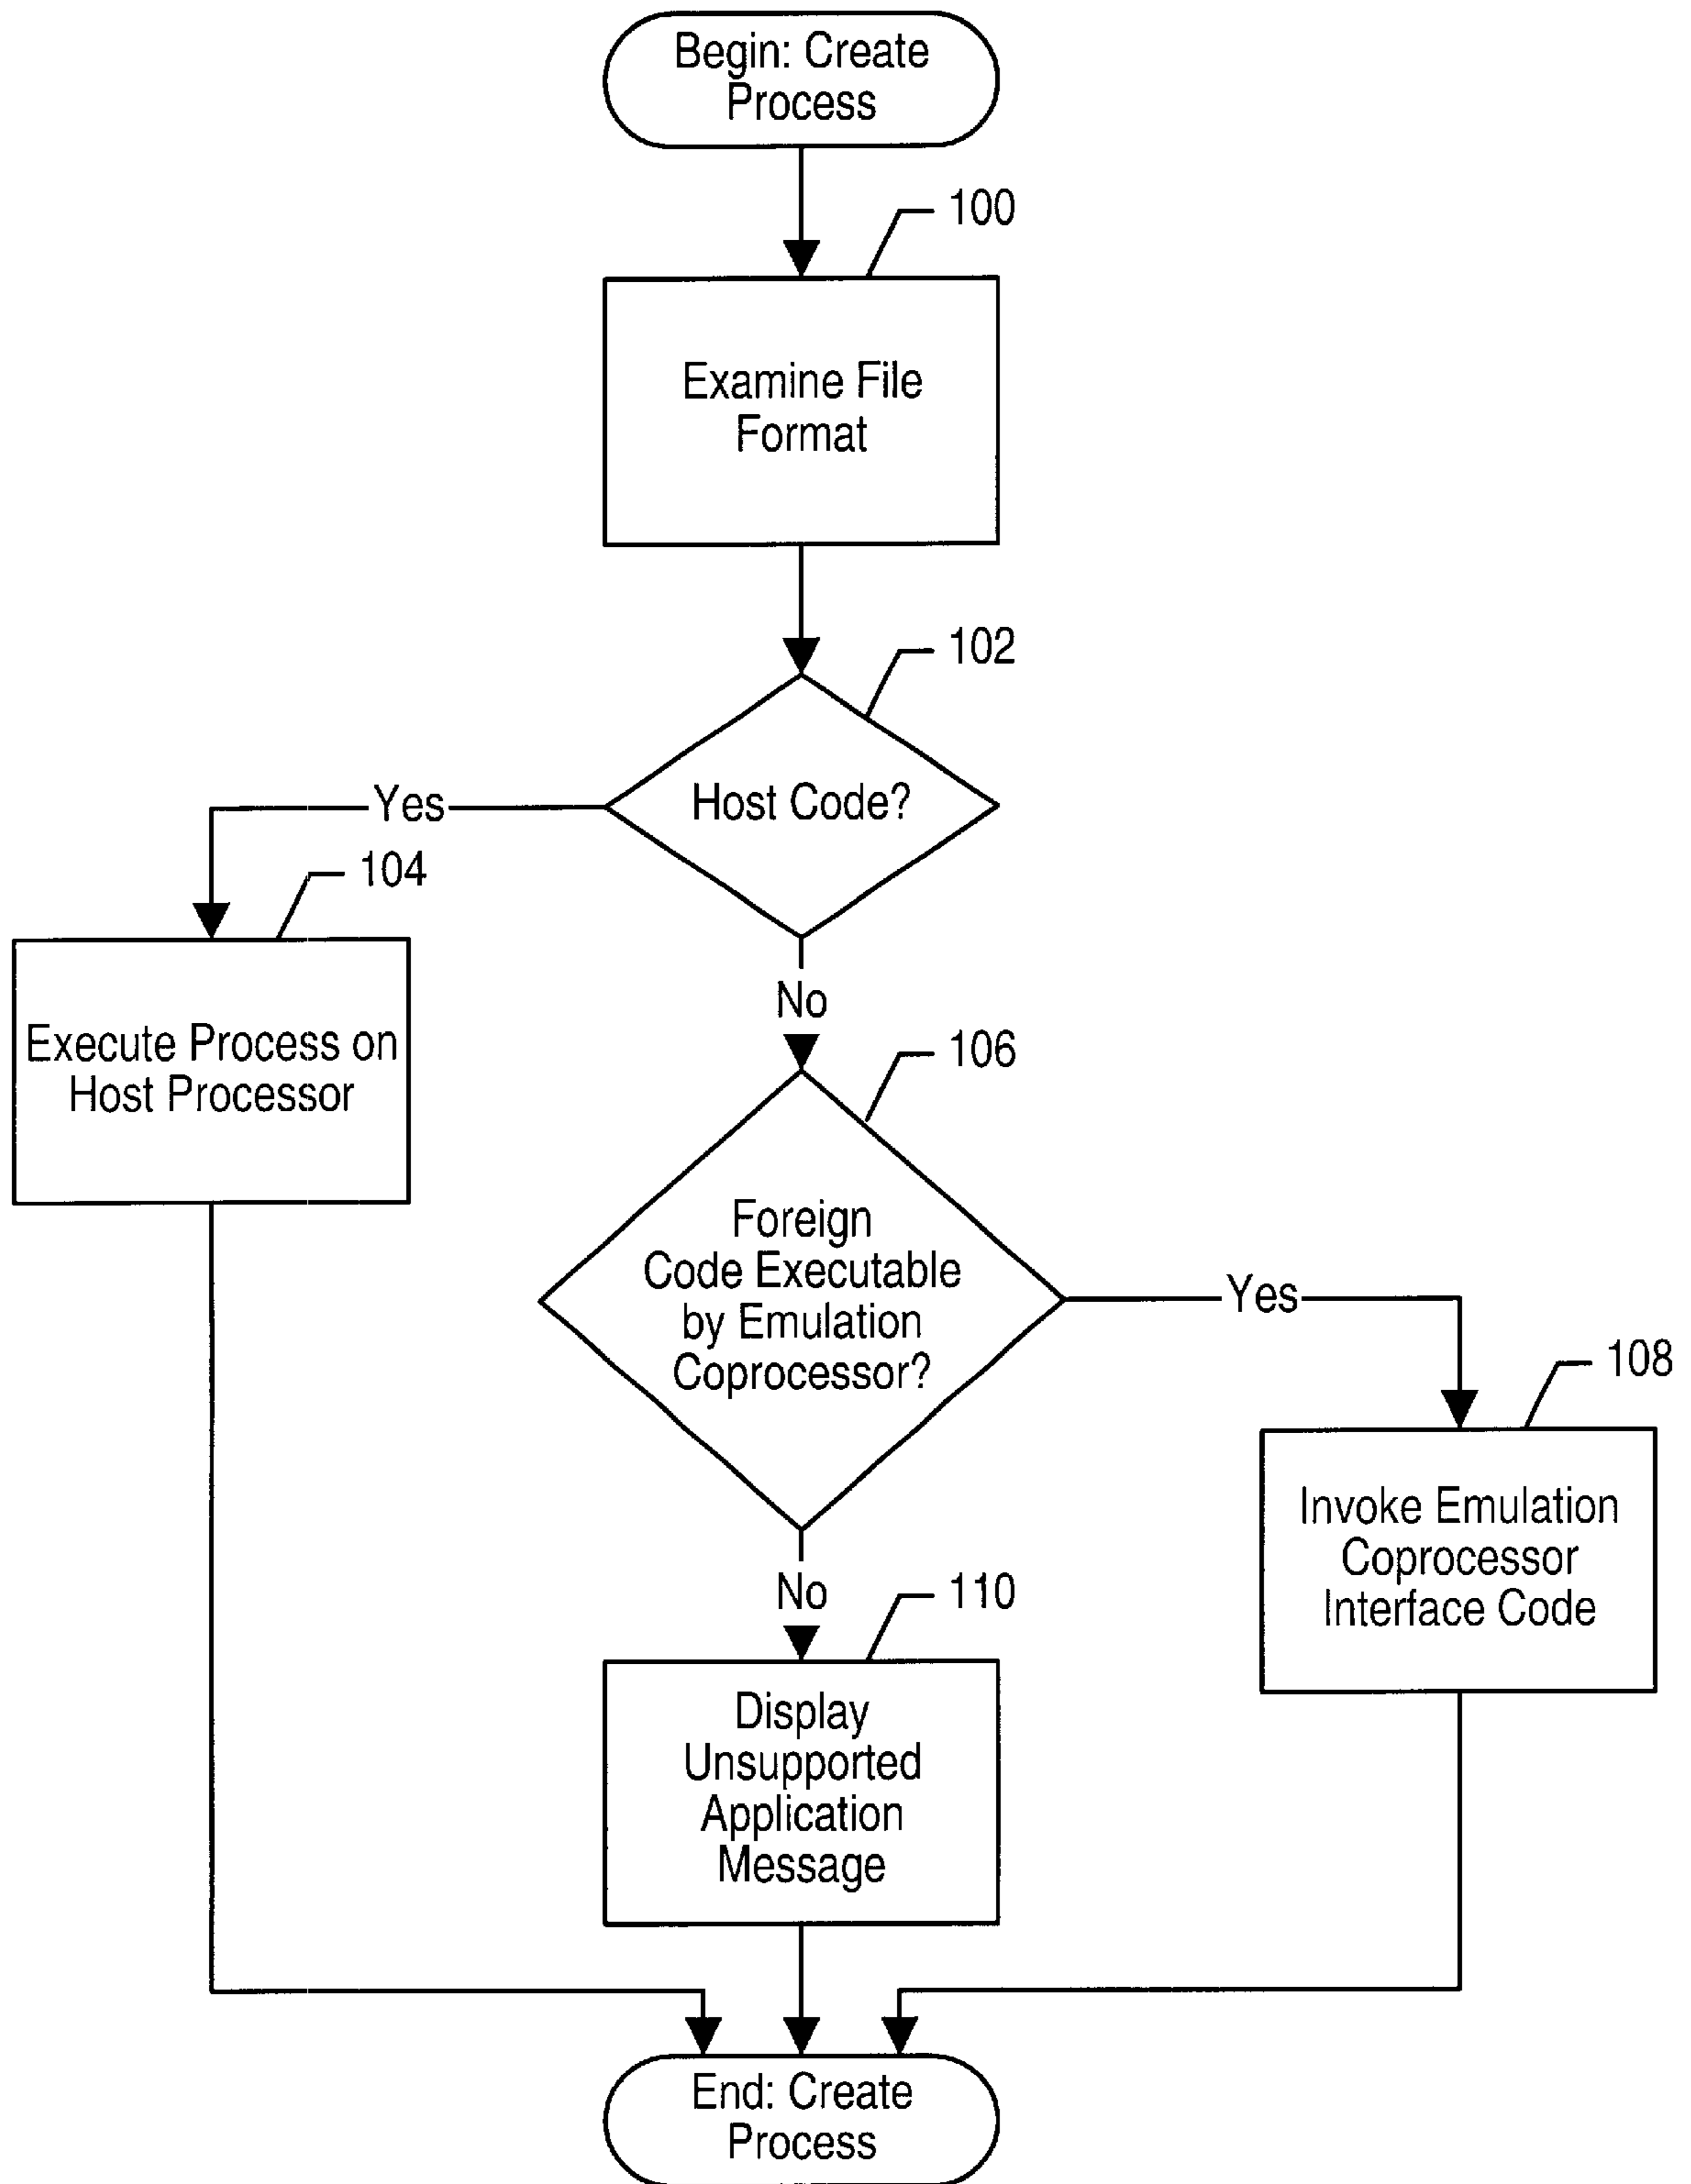 Begin: Create
Process
100
Examine File
Format
102
Host Code?
Yes
104
Execute Process on
Host Processor
No
106
Foreign
Code Executable
by Emulation
Coprocessor?
Yes
108
Invoke Emulation
Coprocessor
Interface Code
No
110
Display
Unsupported
Application
Message
End: Create
Process